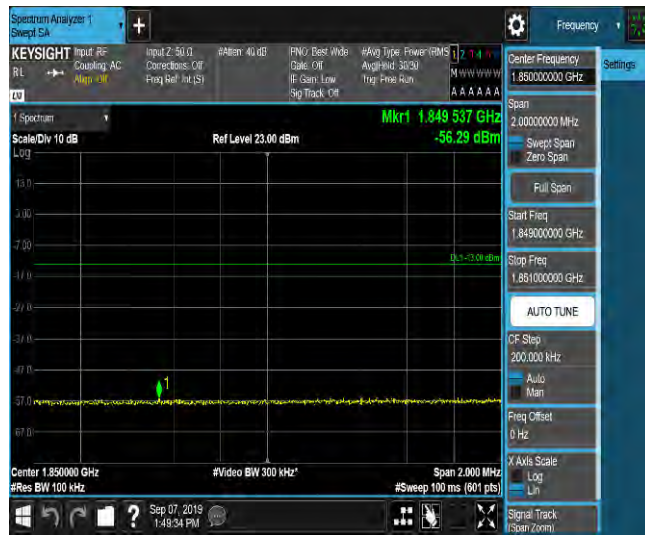 Spectrum Analyzer 1
Swept SA
+
Frequency
KEYSIGHT
RL
Input: RF
Coupling: AC
Align: Off
Input Z: 50 Ω
Corrections: Off
Freq Ref: Int (S)
#Atten: 40 dB
PNO: Best Wide
Gate: Off
IF Gain: Low
Sig Track: Off
#Avg Type: Power (RMS
Avg|Hold: 30/30
Trig: Free Run
M W W W W W
A A A A A A
LXI
1 Spectrum
Mkr1 1.849 537 GHz
-56.29 dBm
Scale/Div 10 dB
Ref Level 23.00 dBm
Log
13.0
3.00
-7.00
DL1 -13.00 dBm
-17.0
-27.0
-37.0
-47.0
1
-57.0
-67.0
Center 1.850000 GHz
#Video BW 300 kHz*
Span 2.000 MHz
#Res BW 100 kHz
#Sweep 100 ms (601 pts)
?
Sep 07, 2019
1:49:34 PM
Center Frequency
1.850000000 GHz
Settings
Span
2.00000000 MHz
Swept Span
Zero Span
Full Span
Start Freq
1.849000000 GHz
Stop Freq
1.851000000 GHz
AUTO TUNE
CF Step
200.000 kHz
Auto
Man
Freq Offset
0 Hz
X Axis Scale
Log
Lin
Signal Track
(Span Zoom)